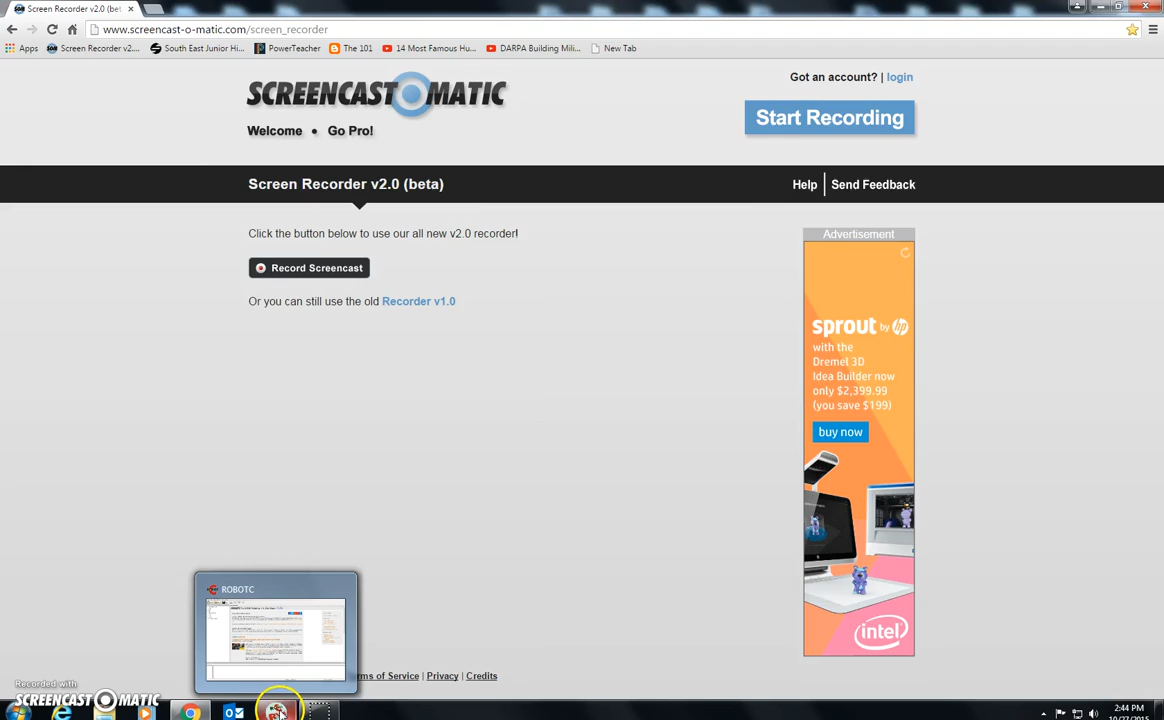 Screen Recorder v2.0 (bet
www.screencast-o-matic.com/screen_recorder
Apps
Screen Recorder v2....
South East Junior Hi...
PowerTeacher
The 101
14 Most Famous Hu...
DARPA Building Mili...
New Tab
SCREENCAST O MATIC
Got an account? | login
Start Recording
Welcome • Go Pro!
Screen Recorder v2.0 (beta)
Help | Send Feedback
Click the button below to use our all new v2.0 recorder!
Record Screencast
Or you can still use the old Recorder v1.0
Advertisement
sprout by hp
with the
Dremel 3D
Idea Builder now
only $2,399.99
(you save $199)
buy now
intel
ROBOTC
rms of Service | Privacy | Credits
Recorded with
SCREENCAST O MATIC
2:44 PM
10/27/2015